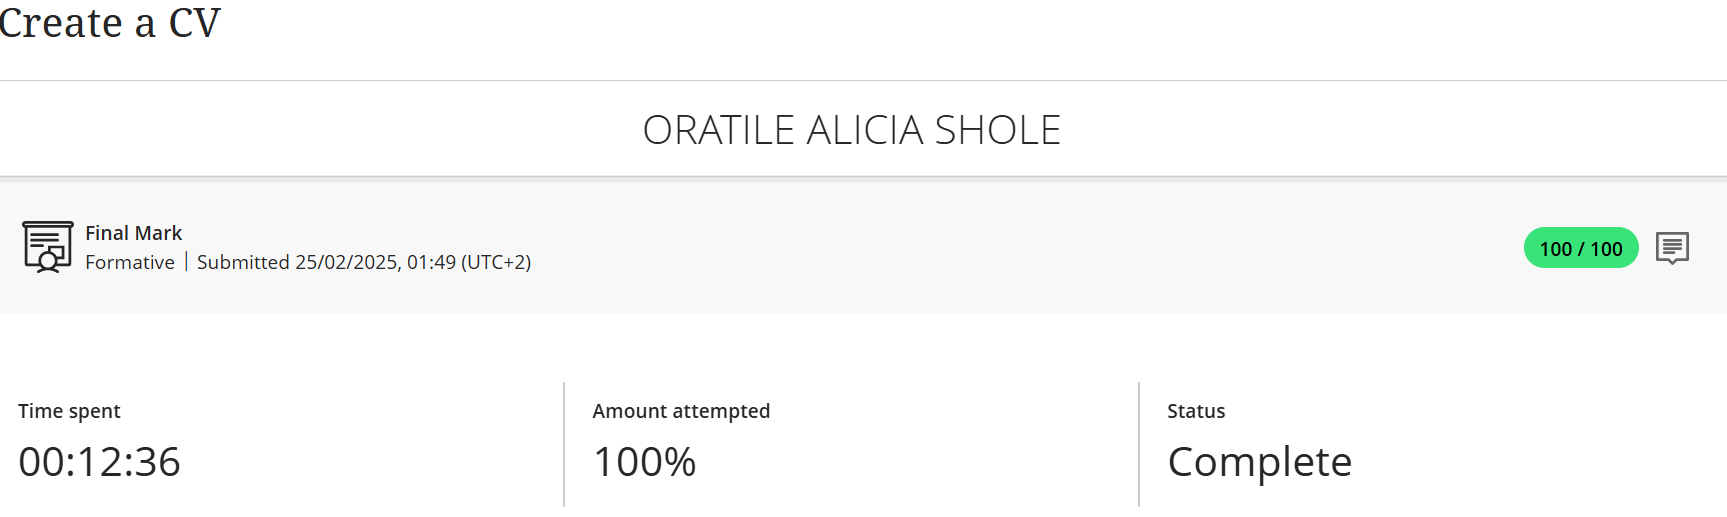 Create a CV
ORATILE ALICIA SHOLE
Final Mark
Formative | Submitted 25/02/2025, 01:49 (UTC+2)
100 / 100
Time spent
00:12:36
Amount attempted
100%
Status
Complete